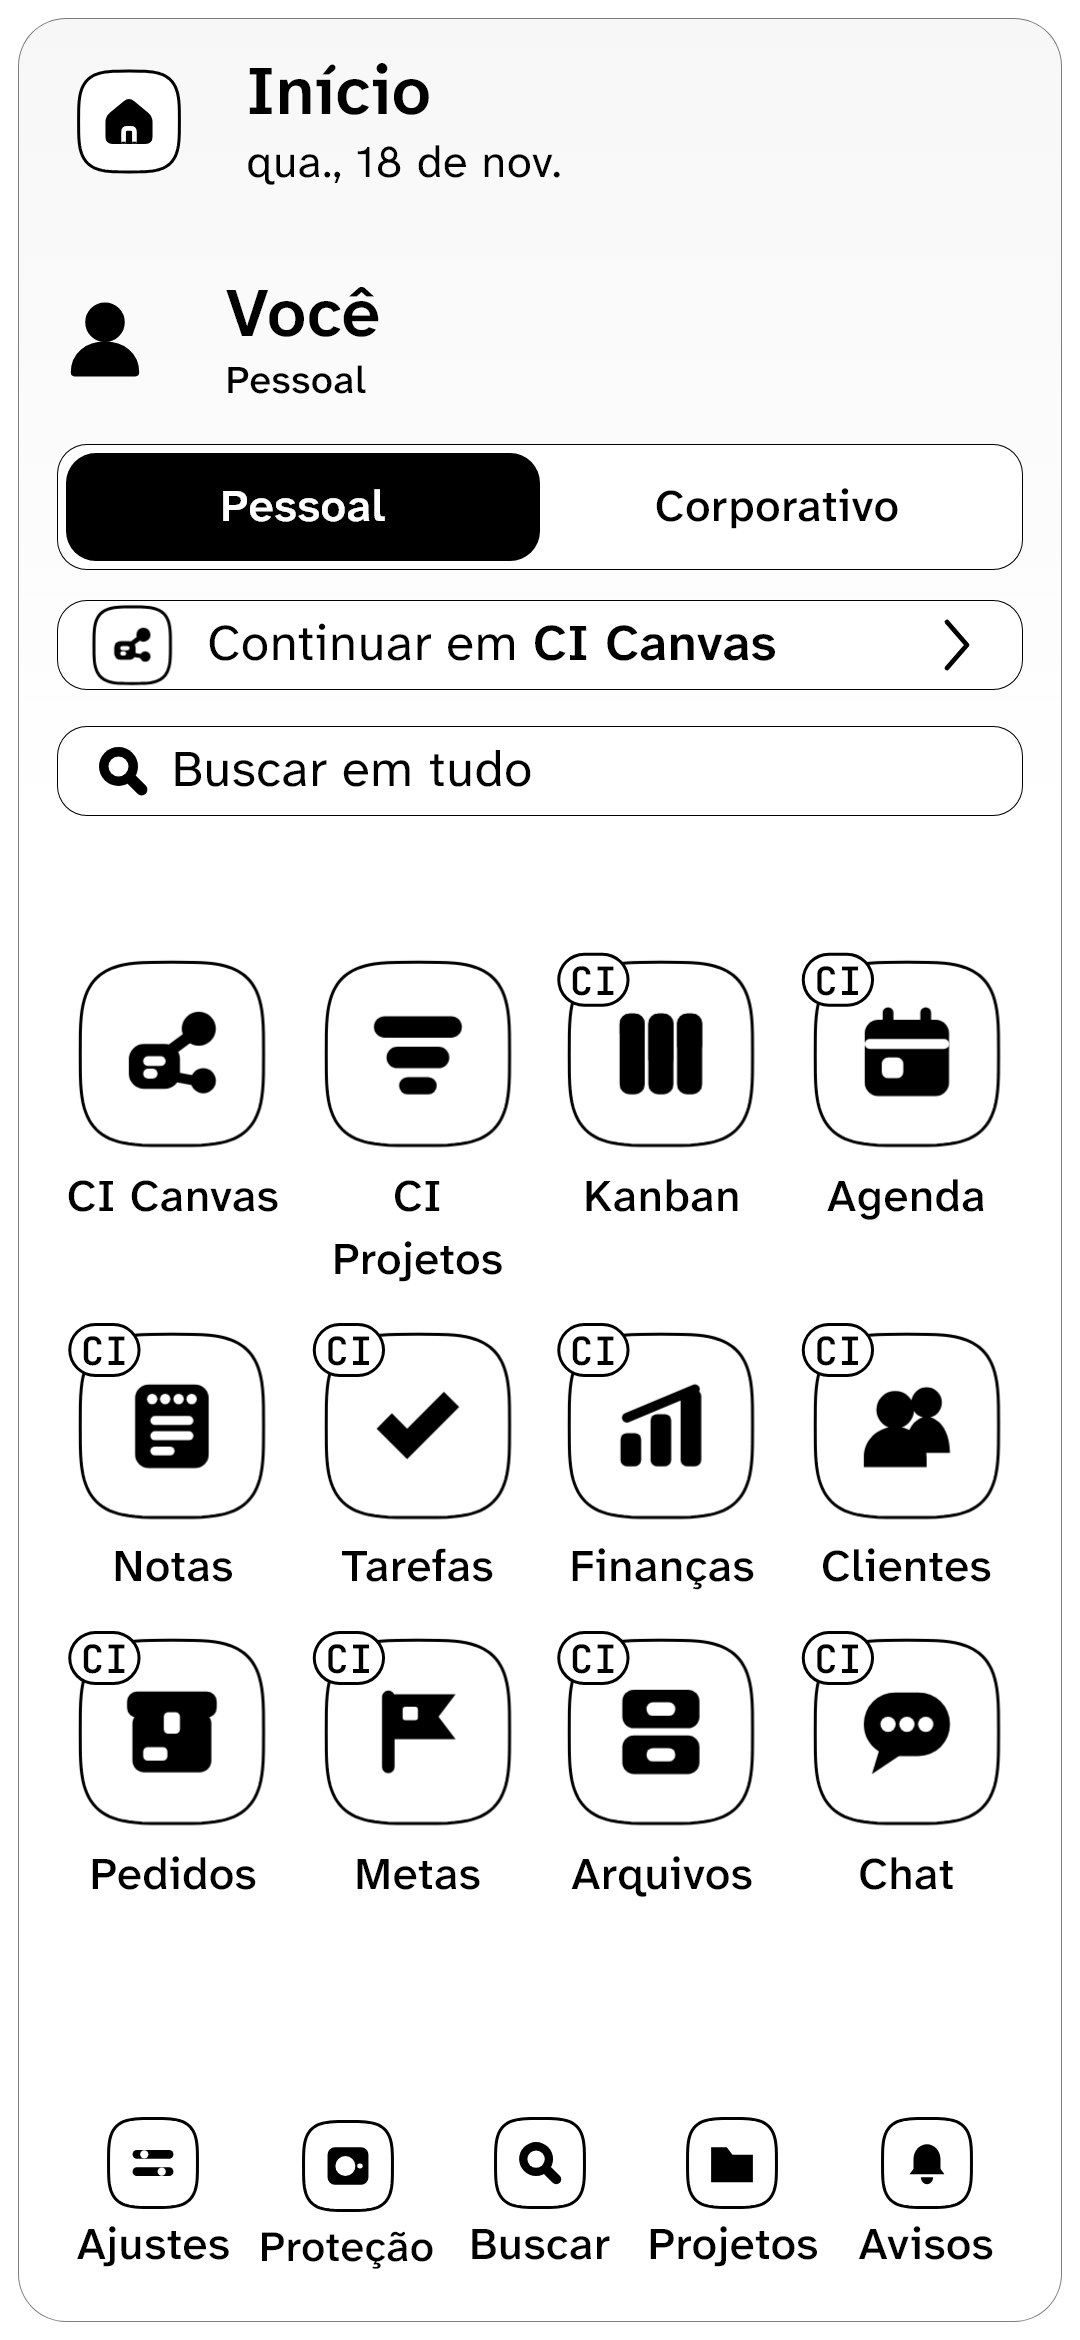 Início
qua., 18 de nov.
Você
Pessoal
Pessoal Corporativo
Continuar em CI Canvas
Buscar em tudo
CI CI
CI Canvas CI Kanban Agenda
Projetos
CI CI CI CI
Notas Tarefas Finanças Clientes
CI CI CI CI
Pedidos Metas Arquivos Chat
Ajustes Proteção Buscar Projetos Avisos